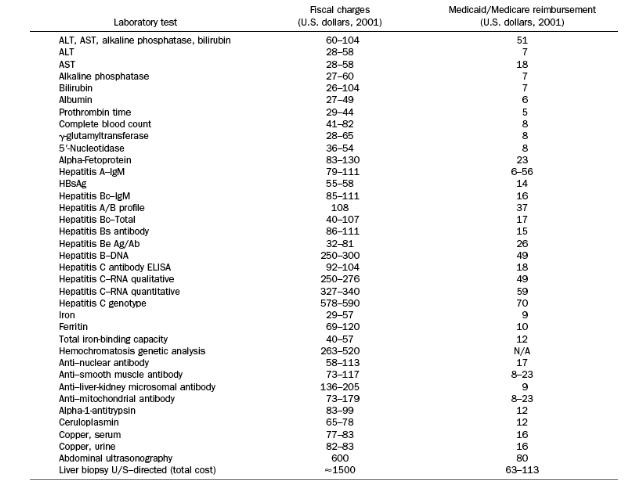 Laboratory test Fiscal charges (U.S. dollars, 2001) Medicaid/Medicare reimbursement (U.S. dollars, 2001)
ALT, AST, alkaline phosphatase, bilirubin 60–104 51
ALT 28–58 7
AST 28–58 18
Alkaline phosphatase 27–60 7
Bilirubin 26–104 7
Albumin 27–49 6
Prothrombin time 29–44 5
Complete blood count 41–82 8
γ-glutamyltransferase 28–65 8
5′-Nucleotidase 36–54 8
Alpha-Fetoprotein 83–130 23
Hepatitis A–IgM 79–111 6–56
HBsAg 55–58 14
Hepatitis Bc–IgM 85–111 16
Hepatitis A/B profile 108 37
Hepatitis Bc–Total 40–107 17
Hepatitis Bs antibody 86–111 15
Hepatitis Be Ag/Ab 32–81 26
Hepatitis B–DNA 250–300 49
Hepatitis C antibody ELISA 92–104 18
Hepatitis C–RNA qualitative 250–276 49
Hepatitis C–RNA quantitative 327–340 59
Hepatitis C genotype 578–590 70
Iron 29–57 9
Ferritin 69–120 10
Total iron-binding capacity 40–57 12
Hemochromatosis genetic analysis 263–520 N/A
Anti–nuclear antibody 58–113 17
Anti–smooth muscle antibody 73–117 8–23
Anti–liver-kidney microsomal antibody 136–205 9
Anti–mitochondrial antibody 73–179 8–23
Alpha-1-antitrypsin 83–99 12
Ceruloplasmin 65–78 12
Copper, serum 77–83 16
Copper, urine 82–83 16
Abdominal ultrasonography 600 80
Liver biopsy U/S–directed (total cost) ≈1500 63–113